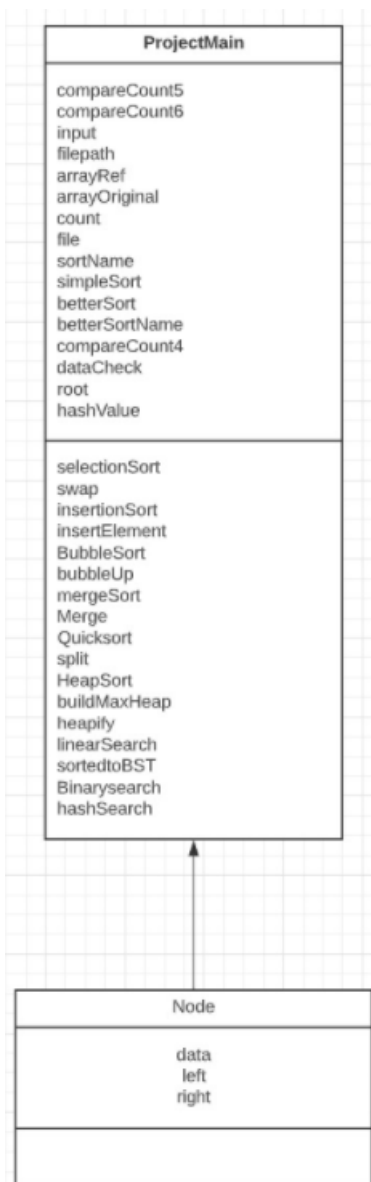 ProjectMain
compareCount5
compareCount6
input
filepath
arrayRef
arrayOriginal
count
file
sortName
simpleSort
betterSort
betterSortName
compareCount4
dataCheck
root
hashValue
selectionSort
swap
insertionSort
insertElement
BubbleSort
bubbleUp
mergeSort
Merge
Quicksort
split
HeapSort
buildMaxHeap
heapify
linearSearch
sortedtoBST
Binarysearch
hashSearch
Node
data
left
right